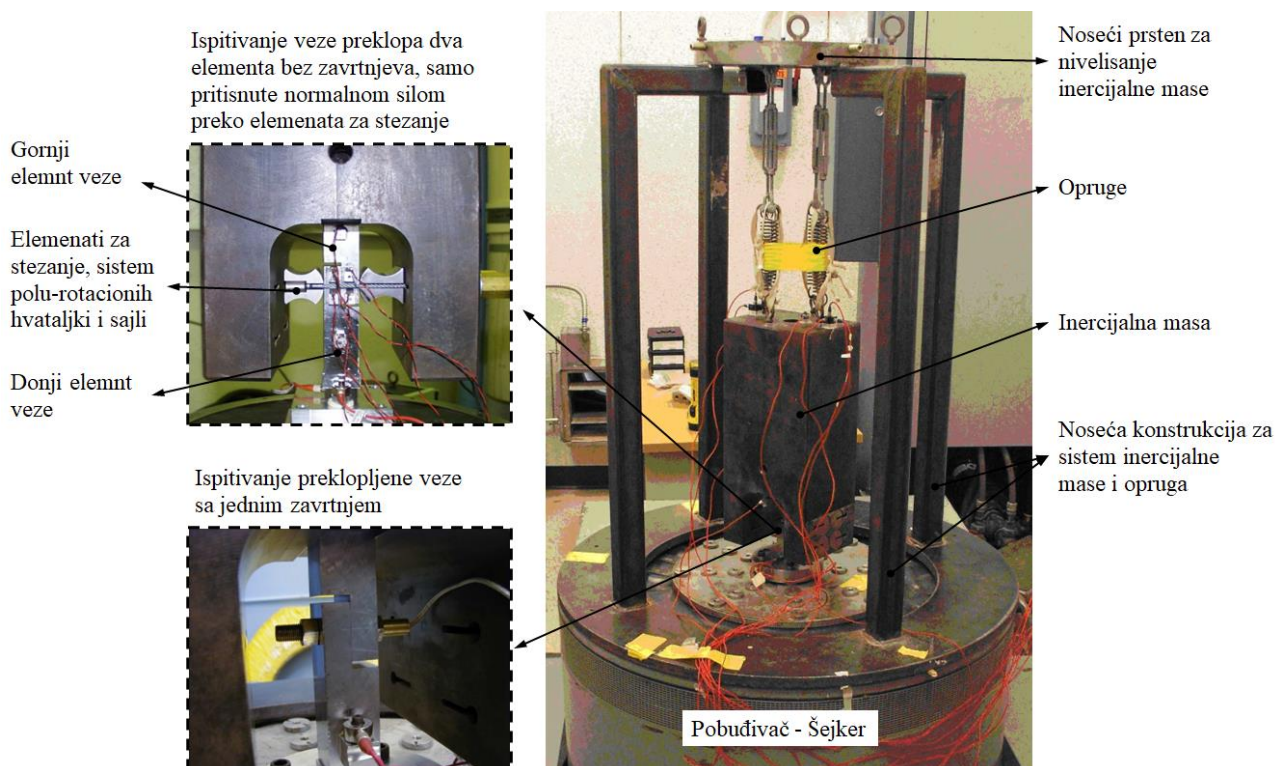 Ispitivanje veze preklopa dva
elementa bez zavrtnjeva, samo
pritisnute normalnom silom
preko elemenata za stezanje
Gornji
elemnt veze
Elemenati za
stezanje, sistem
polu-rotacionih
hvataljki i sajli
Donji elemnt
veze
Ispitivanje preklopljene veze
sa jednim zavrtnjem
Noseći prsten za
nivelisanje
inercijalne mase
Opruge
Inercijalna masa
Noseća konstrukcija za
sistem inercijalne
mase i opruga
Pobuđivač - Šejker